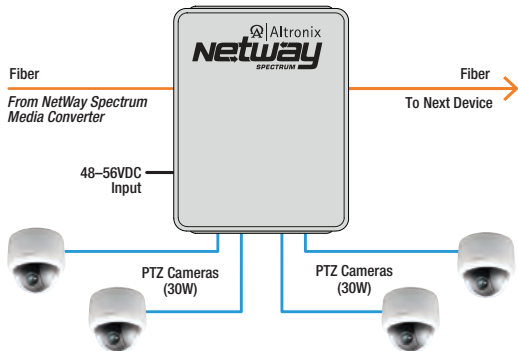 Altronix
Netway
SPECTRUM
Fiber
From NetWay Spectrum
Media Converter
Fiber
To Next Device
48–56VDC
Input
PTZ Cameras
(30W)
PTZ Cameras
(30W)